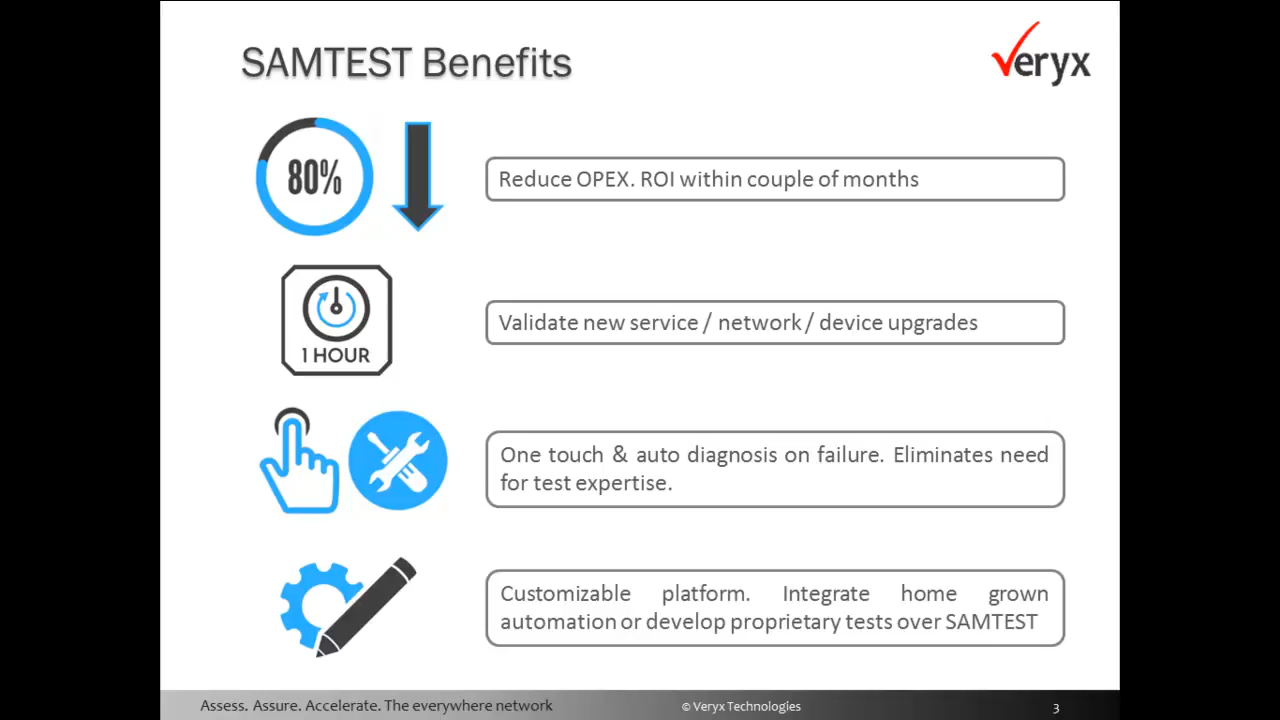 SAMTEST Benefits
Veryx
80%
Reduce OPEX. ROI within couple of months
1 HOUR
Validate new service / network / device upgrades
One touch & auto diagnosis on failure. Eliminates need
for test expertise.
Customizable platform. Integrate home grown
automation or develop proprietary tests over SAMTEST
Assess. Assure. Accelerate. The everywhere network
© Veryx Technologies
3